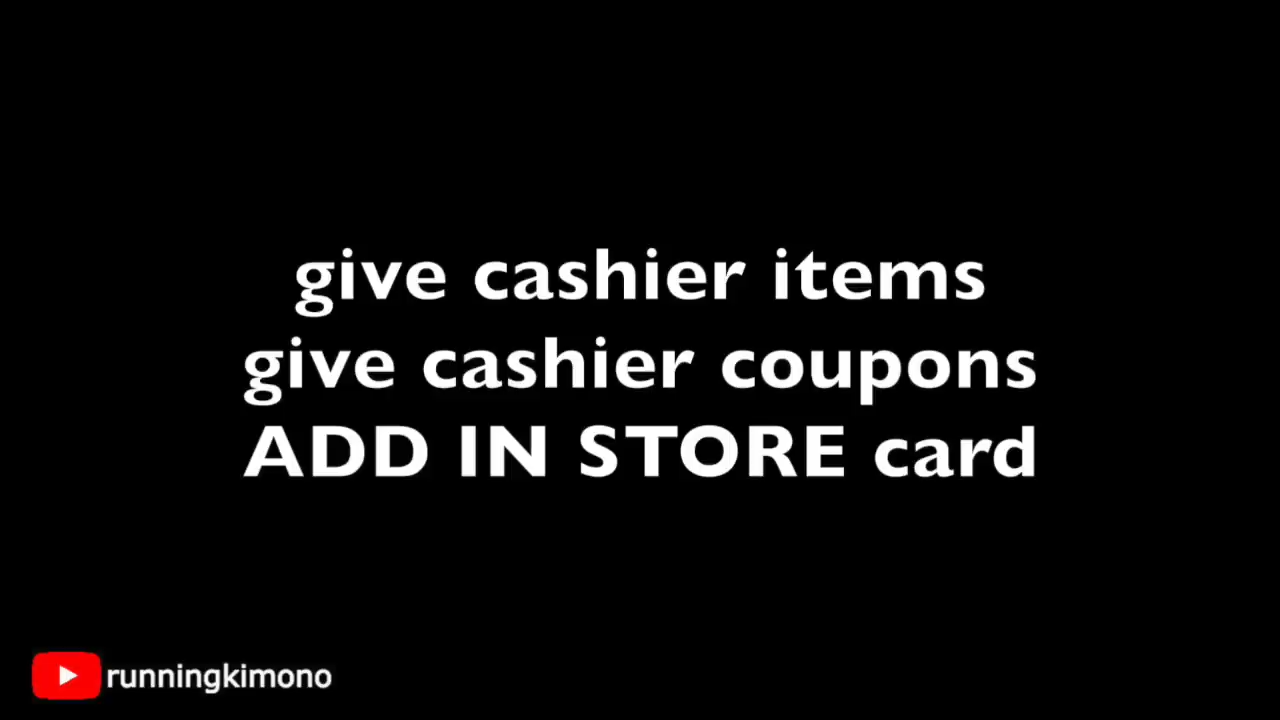 give cashier items
give cashier coupons
ADD IN STORE card
runningkimono